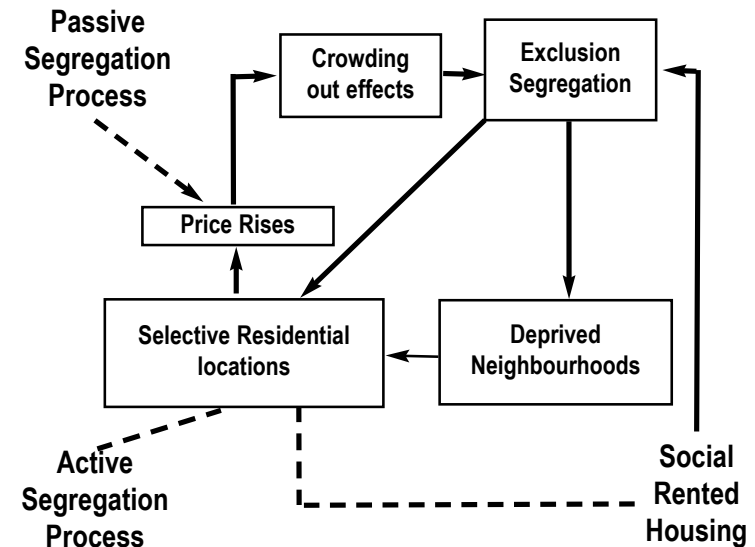 Passive
Segregation
Process
Crowding
out effects
Exclusion
Segregation
Price Rises
Selective Residential
locations
Deprived
Neighbourhoods
Active
Segregation
Process
Social
Rented
Housing